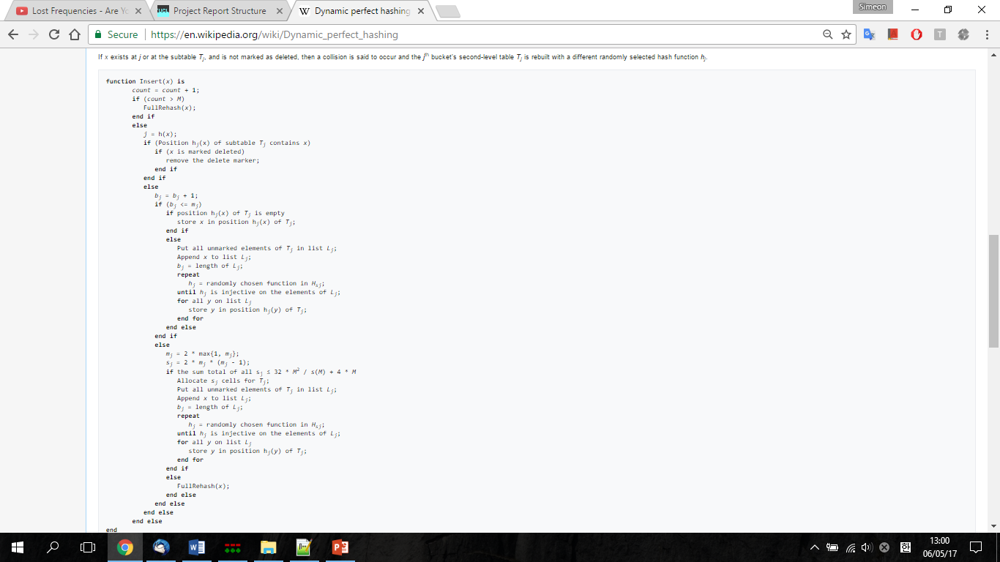 Lost Frequencies - Are Yo
Project Report Structure
W Dynamic perfect hashing
Simeon
Secure https://en.wikipedia.org/wiki/Dynamic_perfect_hashing
If x exists at j or at the subtable Tj, and is not marked as deleted, then a collision is said to occur and the jth bucket's second-level table Tj is rebuilt with a different randomly selected hash function hj.
function Insert(x) is
count = count + 1;
if (count > M)
FullRehash(x);
end if
else
j = h(x);
if (Position hj(x) of subtable Tj contains x)
if (x is marked deleted)
remove the delete marker;
end if
end if
else
bj = bj + 1;
if (bj <= mj)
if position hj(x) of Tj is empty
store x in position hj(x) of Tj;
end if
else
Put all unmarked elements of Tj in list Lj;
Append x to list Lj;
bj = length of Lj;
repeat
hj = randomly chosen function in Hsj;
until hj is injective on the elements of Lj;
for all y on list Lj
store y in position hj(y) of Tj;
end for
end else
end if
else
mj = 2 * max{1, mj};
sj = 2 * mj * (mj - 1);
if the sum total of all sj ≤ 32 * M² / s(M) + 4 * M
Allocate sj cells for Tj;
Put all unmarked elements of Tj in list Lj;
Append x to list Lj;
bj = length of Lj;
repeat
hj = randomly chosen function in Hsj;
until hj is injective on the elements of Lj;
for all y on list Lj
store y in position hj(y) of Tj;
end for
end if
else
FullRehash(x);
end else
end else
end else
end else
end
13:00
06/05/17